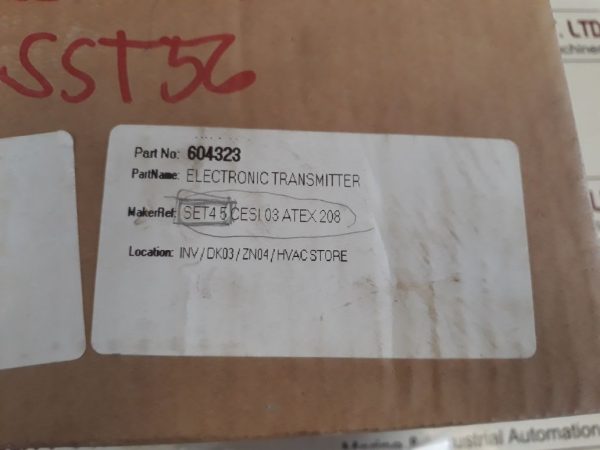 SST56
Part No: 604323
PartName: ELECTRONIC TRANSMITTER
MakerRef: SET4 5 CESI 03 ATEX 208
Location: INV / DK03 / ZN04 / HVAC STORE
. LTD
Industrial Automation